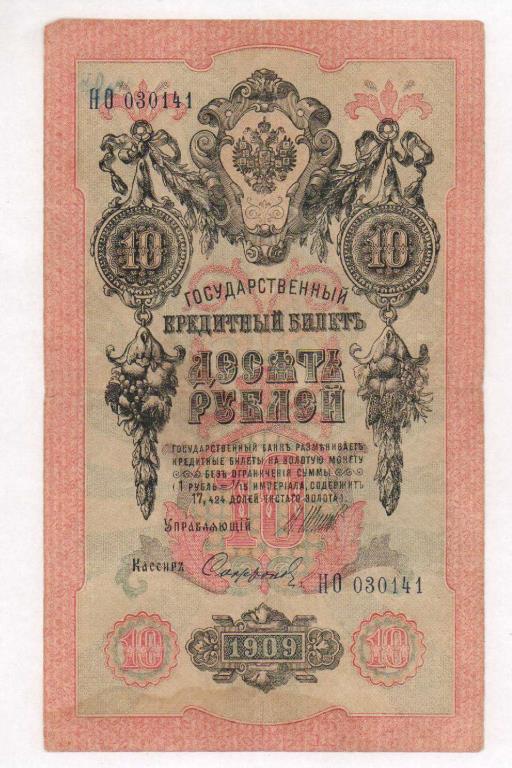 НО 030141
10 10
ГОСУДАРСТВЕННЫЙ
КРЕДИТНЫЙ БИЛЕТЪ
ДЕСЯТЬ
РУБЛЕЙ
ГОСУДАРСТВЕННЫЙ БАНКЪ РАЗМѢНИВАЕТЪ
КРЕДИТНЫЕ БИЛЕТЫ НА ЗОЛОТУЮ МОНЕТУ
БЕЗЪ ОГРАНИЧЕНІЯ СУММЫ
(1 РУБЛЬ = 1/15 ИМПЕРІАЛА, СОДЕРЖИТЪ
17,424 ДОЛЕЙ ЧИСТАГО ЗОЛОТА).
10
Управляющій
Кассиръ Софронов
НО 030141
10 1909 10